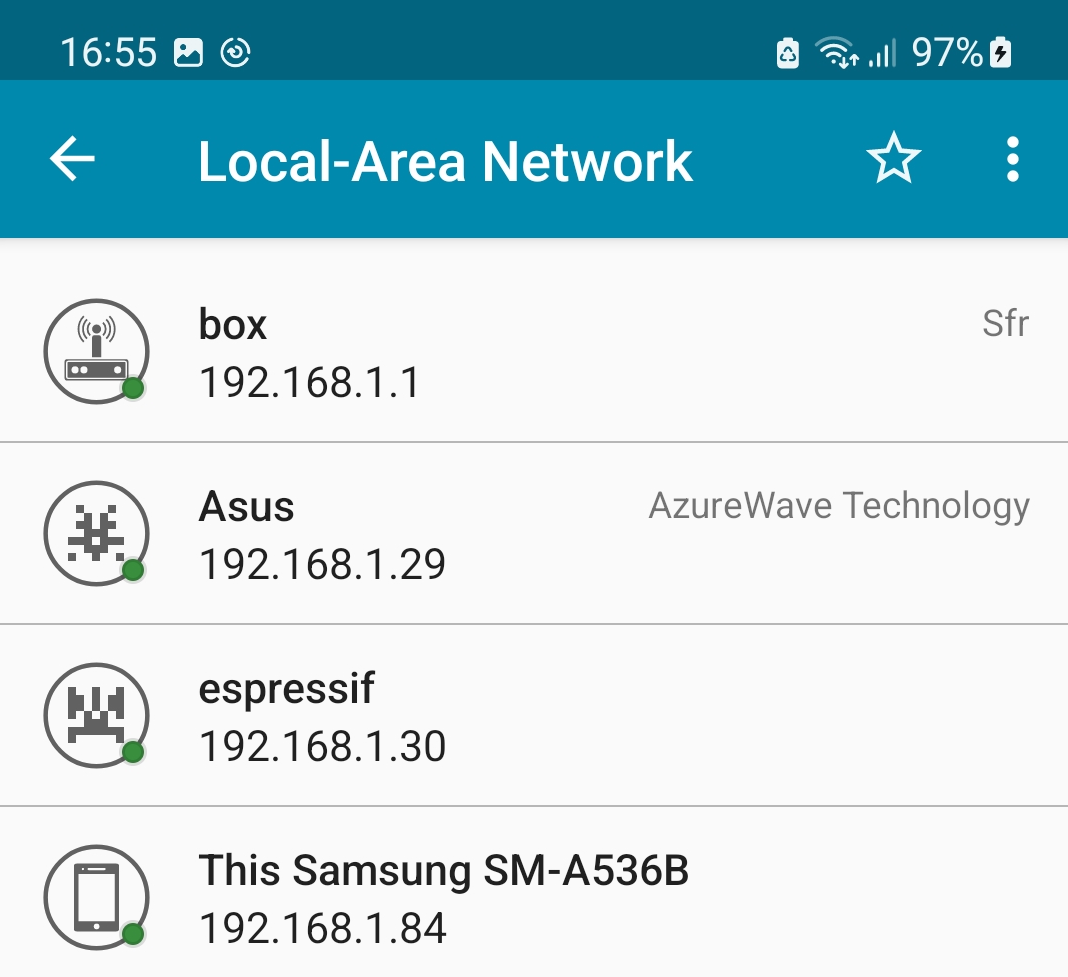 16:55 97%
Local-Area Network
box Sfr
192.168.1.1
Asus AzureWave Technology
192.168.1.29
espressif
192.168.1.30
This Samsung SM-A536B
192.168.1.84